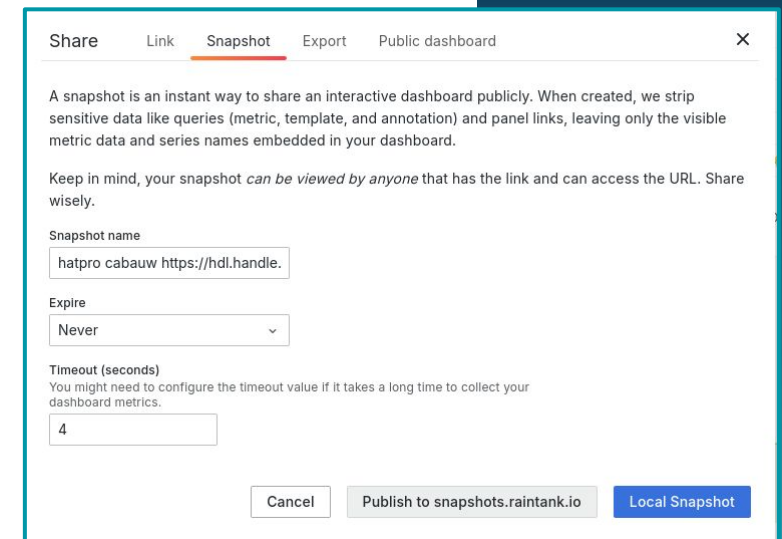 Share Link Snapshot Export Public dashboard
A snapshot is an instant way to share an interactive dashboard publicly. When created, we strip
sensitive data like queries (metric, template, and annotation) and panel links, leaving only the visible
metric data and series names embedded in your dashboard.
Keep in mind, your snapshot can be viewed by anyone that has the link and can access the URL. Share
wisely.
Snapshot name
hatpro cabauw https://hdl.handle.
Expire
Never
Timeout (seconds)
You might need to configure the timeout value if it takes a long time to collect your
dashboard metrics.
4
Cancel Publish to snapshots.raintank.io Local Snapshot